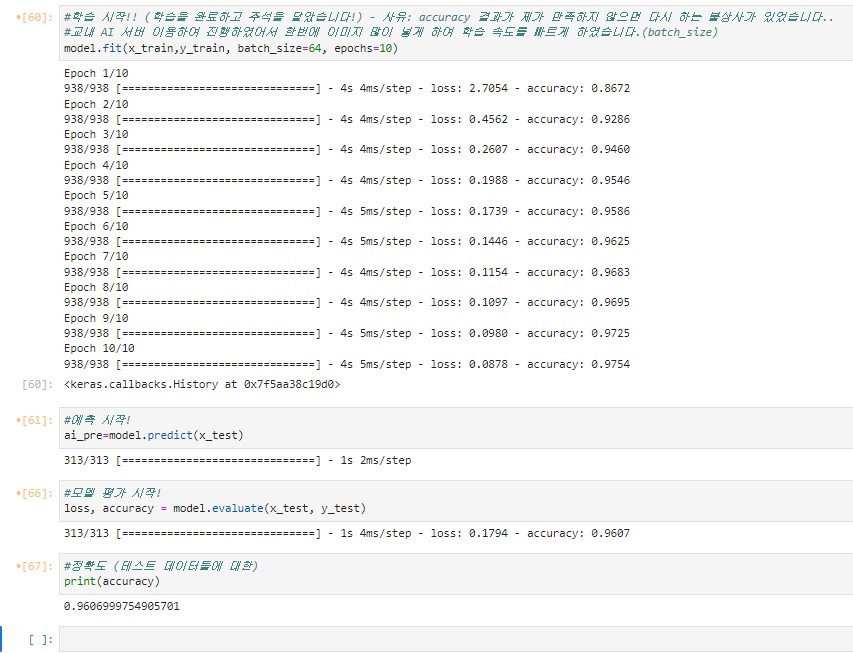 [60]: #학습 시작!! (학습을 완료하고 주석을 달았습니다!) - 사유: accuracy 결과가 제가 만족하지 않으면 다시 하는 불상사가 있었습니다..
#교내 AI 서버 이용하여 진행하였어서 한번에 이미지 많이 넣게 하여 학습 속도를 빠르게 하였습니다.(batch_size)
model.fit(x_train,y_train, batch_size=64, epochs=10)
Epoch 1/10
938/938 [==============================] - 4s 4ms/step - loss: 2.7054 - accuracy: 0.8672
Epoch 2/10
938/938 [==============================] - 4s 4ms/step - loss: 0.4562 - accuracy: 0.9286
Epoch 3/10
938/938 [==============================] - 4s 4ms/step - loss: 0.2607 - accuracy: 0.9460
Epoch 4/10
938/938 [==============================] - 4s 4ms/step - loss: 0.1988 - accuracy: 0.9546
Epoch 5/10
938/938 [==============================] - 4s 5ms/step - loss: 0.1739 - accuracy: 0.9586
Epoch 6/10
938/938 [==============================] - 4s 5ms/step - loss: 0.1446 - accuracy: 0.9625
Epoch 7/10
938/938 [==============================] - 4s 4ms/step - loss: 0.1154 - accuracy: 0.9683
Epoch 8/10
938/938 [==============================] - 4s 4ms/step - loss: 0.1097 - accuracy: 0.9695
Epoch 9/10
938/938 [==============================] - 4s 5ms/step - loss: 0.0980 - accuracy: 0.9725
Epoch 10/10
938/938 [==============================] - 4s 5ms/step - loss: 0.0878 - accuracy: 0.9754
[60]: <keras.callbacks.History at 0x7f5aa38c19d0>
[61]: #예측 시작!
ai_pre=model.predict(x_test)
313/313 [==============================] - 1s 2ms/step
[66]: #모델 평가 시작!
loss, accuracy = model.evaluate(x_test, y_test)
313/313 [==============================] - 1s 4ms/step - loss: 0.1794 - accuracy: 0.9607
[67]: #정확도 (테스트 데이터들에 대한)
print(accuracy)
0.9606999754905701
[ ]: